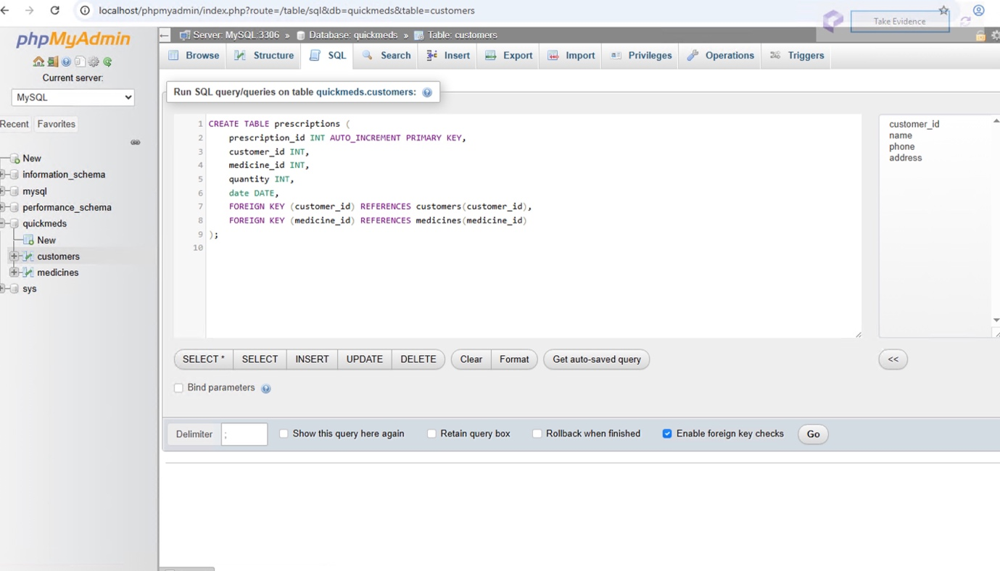 localhost/phpmyadmin/index.php?route=/table/sql&db=quickmeds&table=customers
Take Evidence
phpMyAdmin
Current server:
MySQL
Recent Favorites
New
information_schema
mysql
performance_schema
quickmeds
New
customers
medicines
sys
Server: MySQL:3306 » Database: quickmeds » Table: customers
Browse Structure SQL Search Insert Export Import Privileges Operations Triggers
Run SQL query/queries on table quickmeds.customers:
1 CREATE TABLE prescriptions (
2 prescription_id INT AUTO_INCREMENT PRIMARY KEY,
3 customer_id INT,
4 medicine_id INT,
5 quantity INT,
6 date DATE,
7 FOREIGN KEY (customer_id) REFERENCES customers(customer_id),
8 FOREIGN KEY (medicine_id) REFERENCES medicines(medicine_id)
9 );
10
customer_id
name
phone
address
SELECT * SELECT INSERT UPDATE DELETE Clear Format Get auto-saved query <<
Bind parameters
Delimiter ; Show this query here again Retain query box Rollback when finished Enable foreign key checks Go